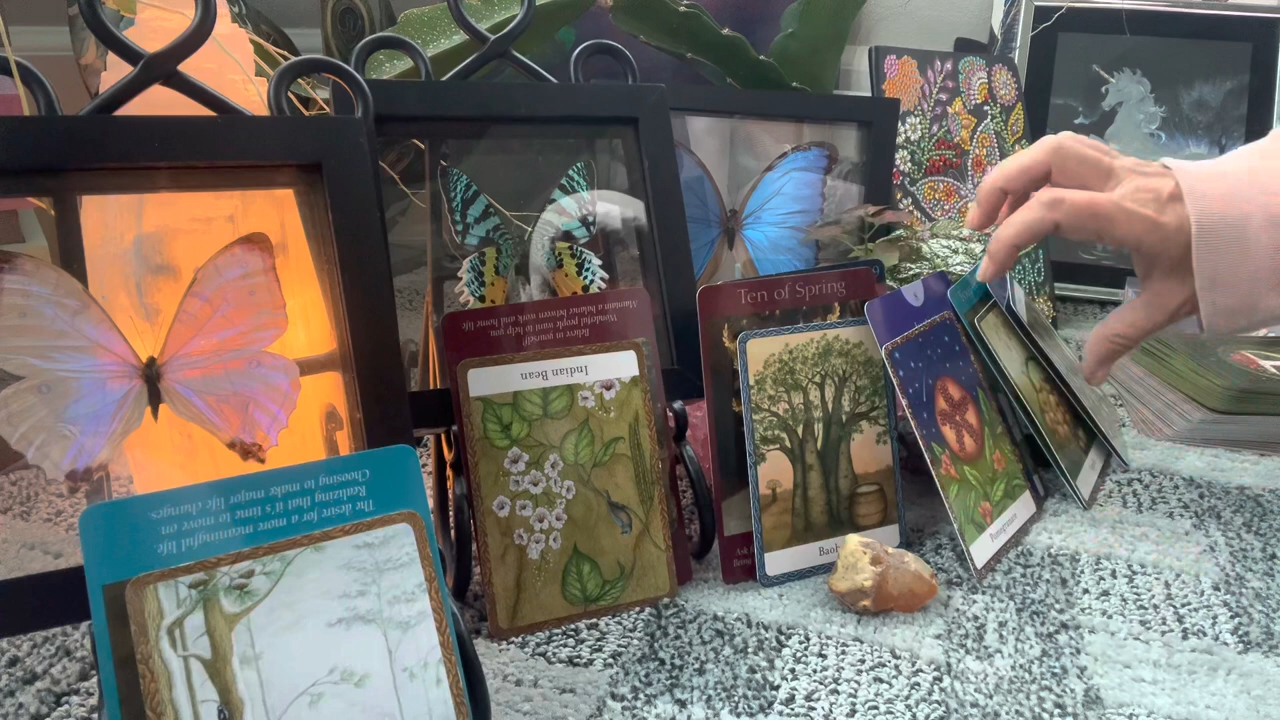 The desire for a more meaningful life.
Realizing that it's time to move on.
Choosing to make major life changes.
Believe in yourself!
Wonderful people want to help you.
Maintain a balance between work and home life
Indian Bean
Ten of Spring
Ask
Being
Pomegranate